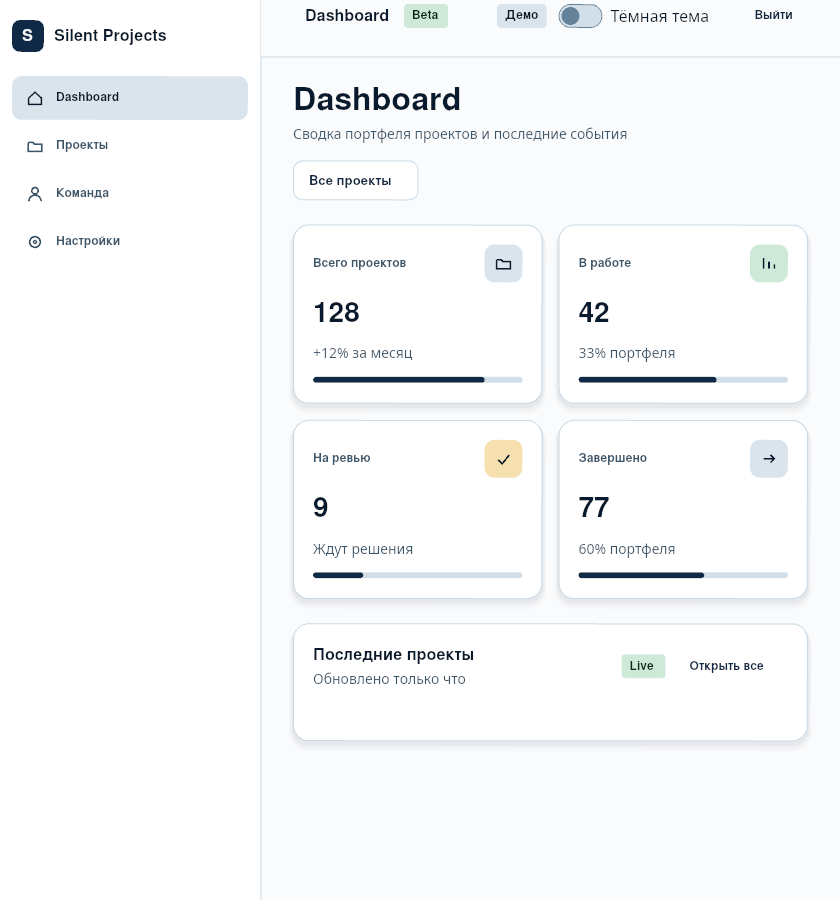 S Silent Projects
Dashboard
Проекты
Команда
Настройки
Dashboard Beta Демо Тёмная тема Выйти
Dashboard
Сводка портфеля проектов и последние события
Все проекты
Всего проектов
128
+12% за месяц
В работе
42
33% портфеля
На ревью
9
Ждут решения
Завершено
77
60% портфеля
Последние проекты
Обновлено только что
Live Открыть все